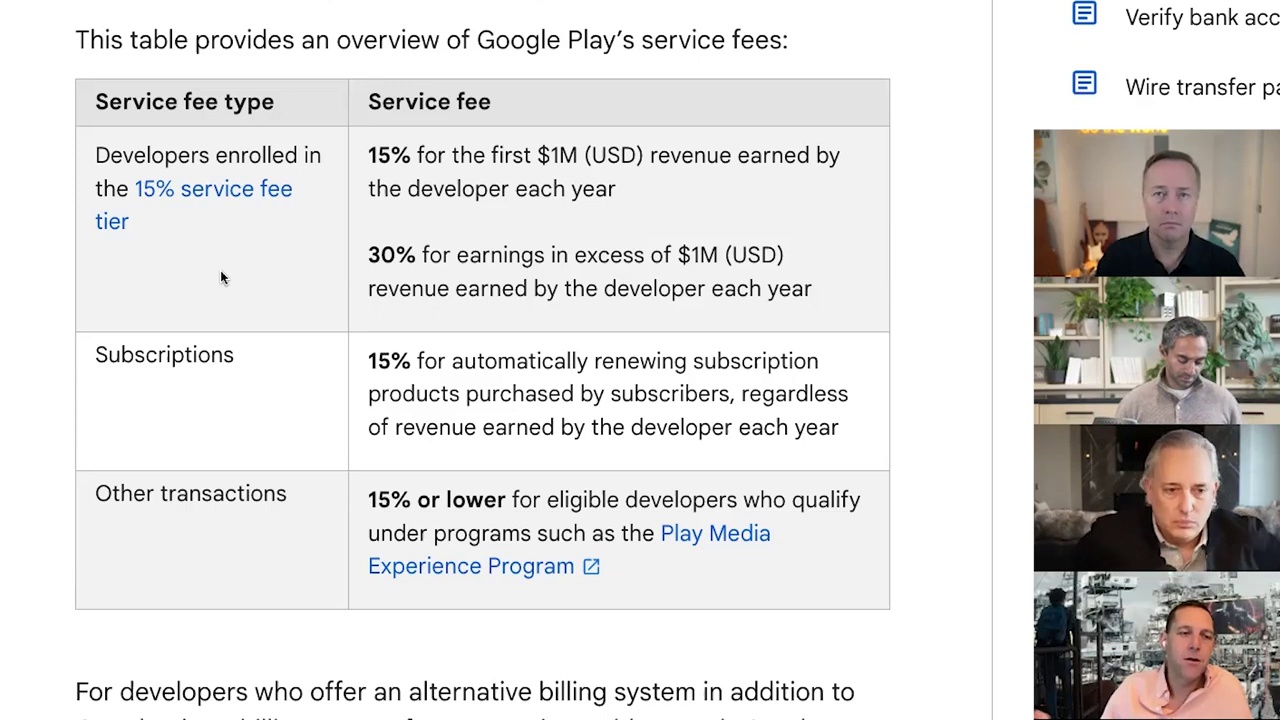 This table provides an overview of Google Play’s service fees:
Service fee type
Service fee
Developers enrolled in
the 15% service fee
tier
15% for the first $1M (USD) revenue earned by
the developer each year
30% for earnings in excess of $1M (USD)
revenue earned by the developer each year
Subscriptions
15% for automatically renewing subscription
products purchased by subscribers, regardless
of revenue earned by the developer each year
Other transactions
15% or lower for eligible developers who qualify
under programs such as the Play Media
Experience Program
For developers who offer an alternative billing system in addition to
Verify bank acc
Wire transfer pa